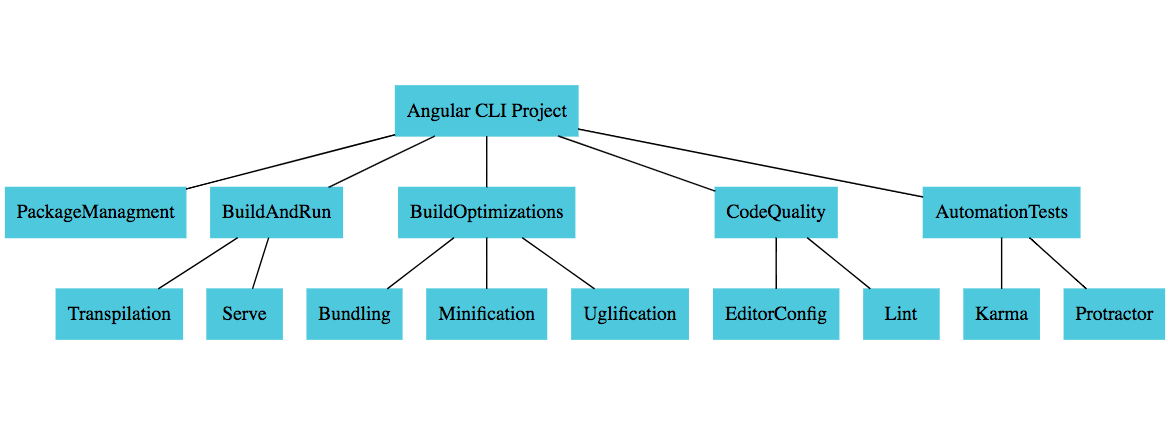 Angular CLI Project
PackageManagment
BuildAndRun
BuildOptimizations
CodeQuality
AutomationTests
Transpilation
Serve
Bundling
Minification
Uglification
EditorConfig
Lint
Karma
Protractor